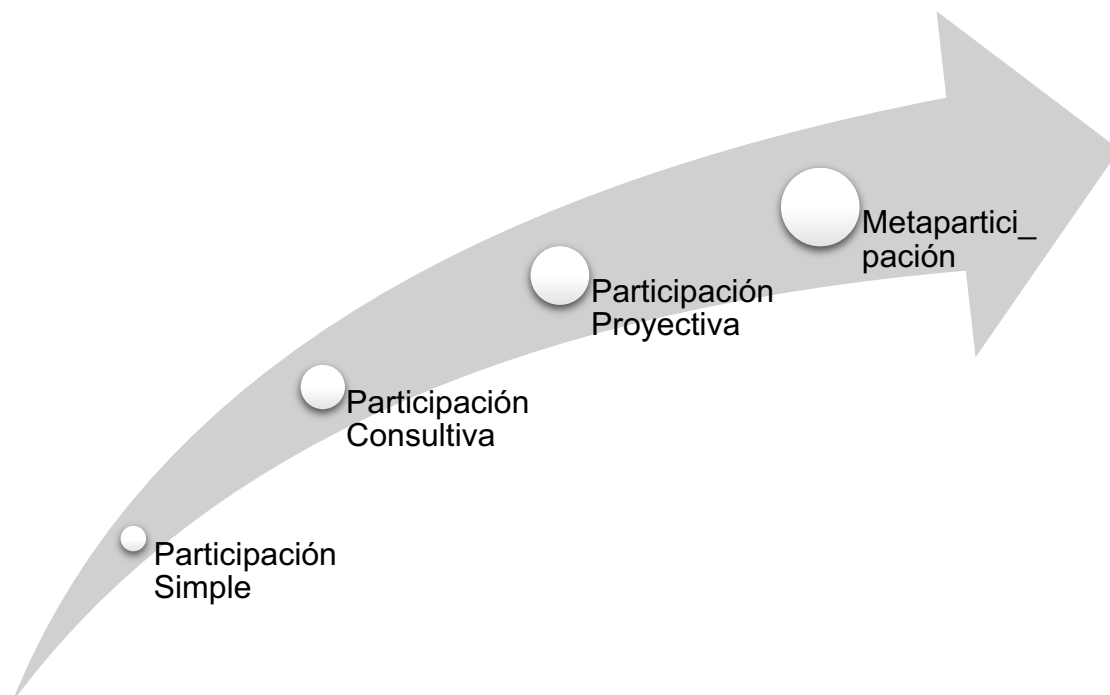 Metapartici_
pación
Participación
Proyectiva
Participación
Consultiva
Participación
Simple